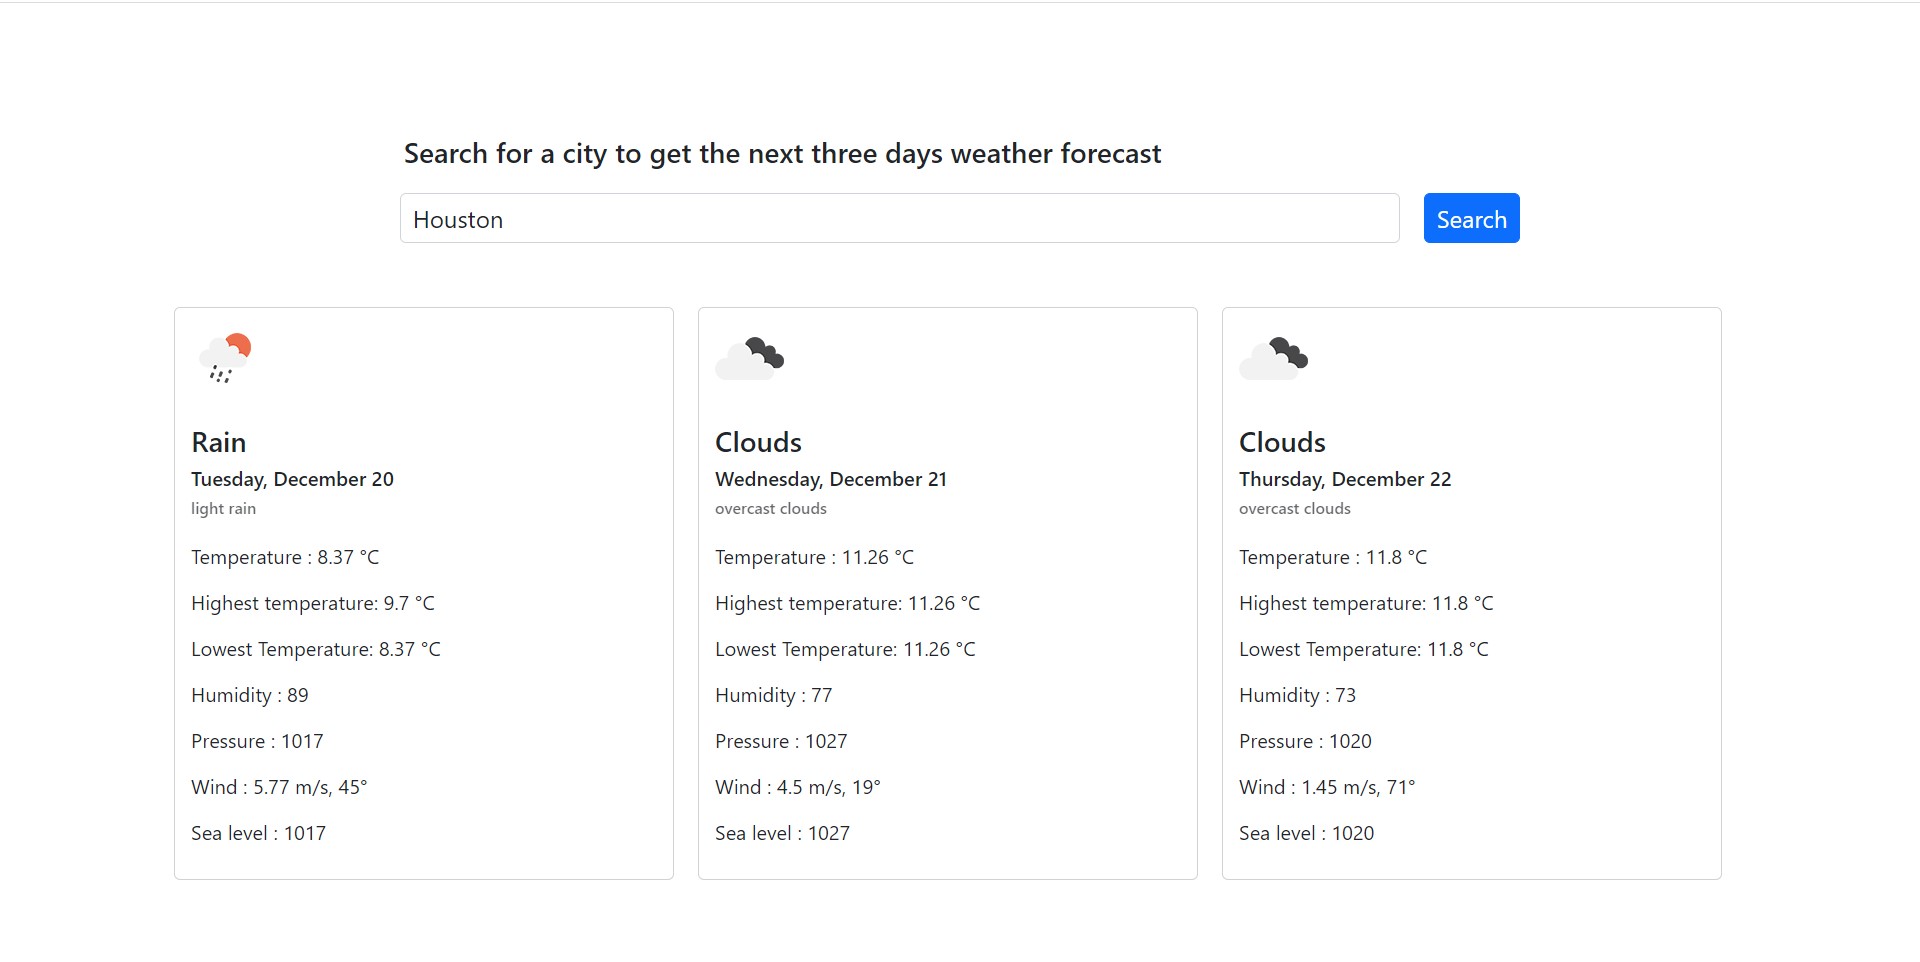 Search for a city to get the next three days weather forecast
Houston
Search
Rain
Tuesday, December 20
light rain
Temperature : 8.37 °C
Highest temperature: 9.7 °C
Lowest Temperature: 8.37 °C
Humidity : 89
Pressure : 1017
Wind : 5.77 m/s, 45°
Sea level : 1017
Clouds
Wednesday, December 21
overcast clouds
Temperature : 11.26 °C
Highest temperature: 11.26 °C
Lowest Temperature: 11.26 °C
Humidity : 77
Pressure : 1027
Wind : 4.5 m/s, 19°
Sea level : 1027
Clouds
Thursday, December 22
overcast clouds
Temperature : 11.8 °C
Highest temperature: 11.8 °C
Lowest Temperature: 11.8 °C
Humidity : 73
Pressure : 1020
Wind : 1.45 m/s, 71°
Sea level : 1020